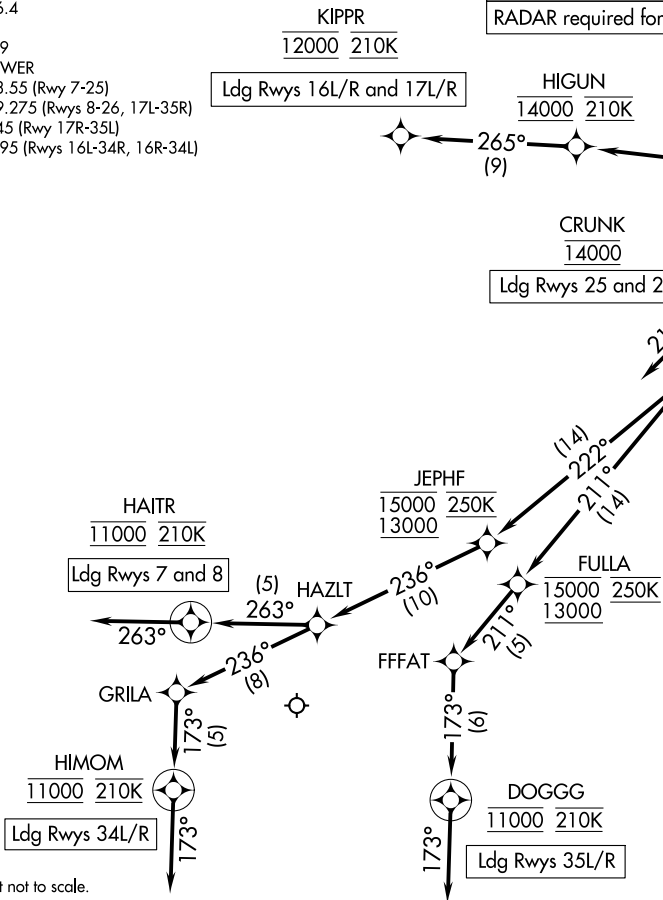 6.4
9
WER
3.55 (Rwy 7-25)
9.275 (Rwys 8-26, 17L-35R)
45 (Rwy 17R-35L)
95 (Rwys 16L-34R, 16R-34L)
KIPPR
12000 210K
Ldg Rwys 16L/R and 17L/R
RADAR required for
HIGUN
14000 210K
265°
(9)
CRUNK
14000
Ldg Rwys 25 and 2
21
(14)
222°
211°
(14)
JEPHF
15000 250K
13000
HAITR
11000 210K
Ldg Rwys 7 and 8
(5)
263°
HAZLT
263°
236°
(10)
FULLA
15000 250K
13000
211°
(5)
236°
(8)
FFFAT
GRILA
173°
(5)
173°
(6)
HIMOM
11000 210K
Ldg Rwys 34L/R
173°
DOGGG
11000 210K
Ldg Rwys 35L/R
173°
t not to scale.